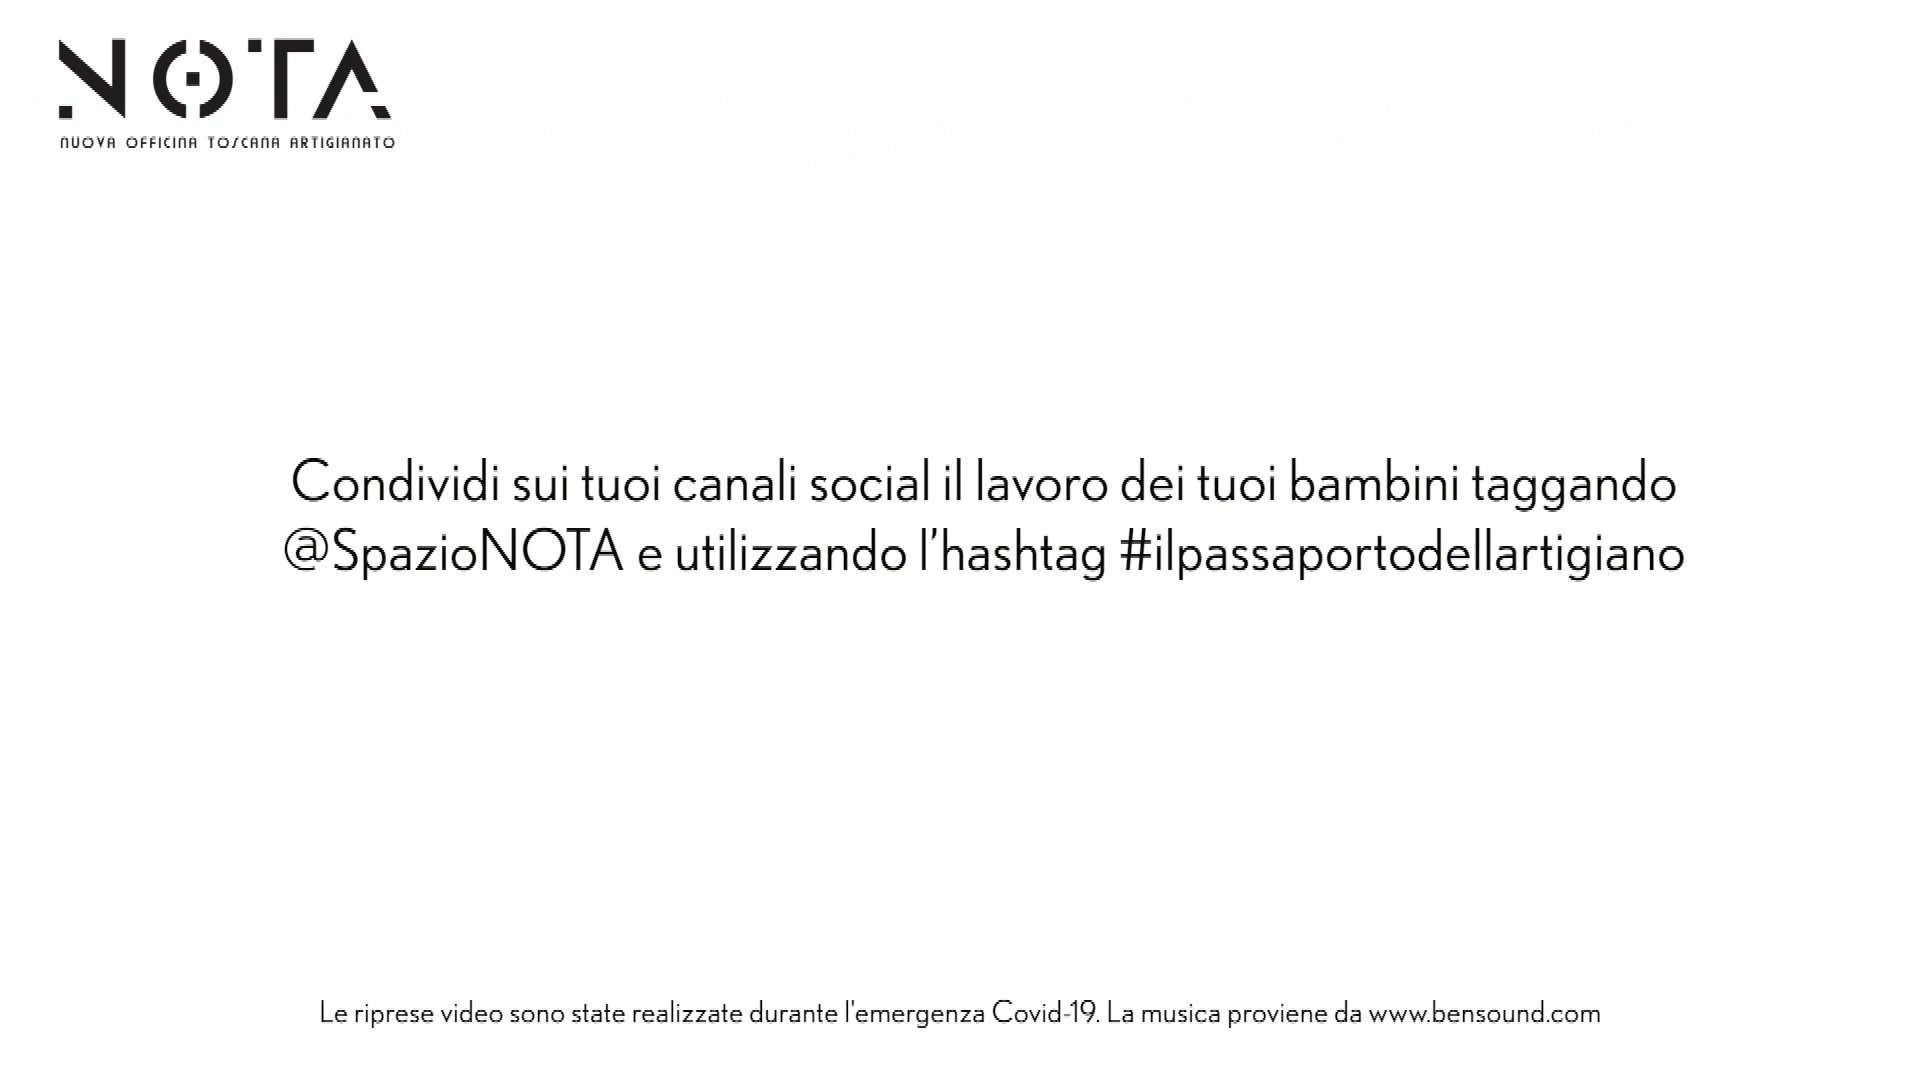 NOTA
NUOVA OFFICINA TOSCANA ARTIGIANATO
Condividi sui tuoi canali social il lavoro dei tuoi bambini taggando
@SpazioNOTA e utilizzando l’hashtag #ilpassaportodellartigiano
Le riprese video sono state realizzate durante l'emergenza Covid-19. La musica proviene da www.bensound.com